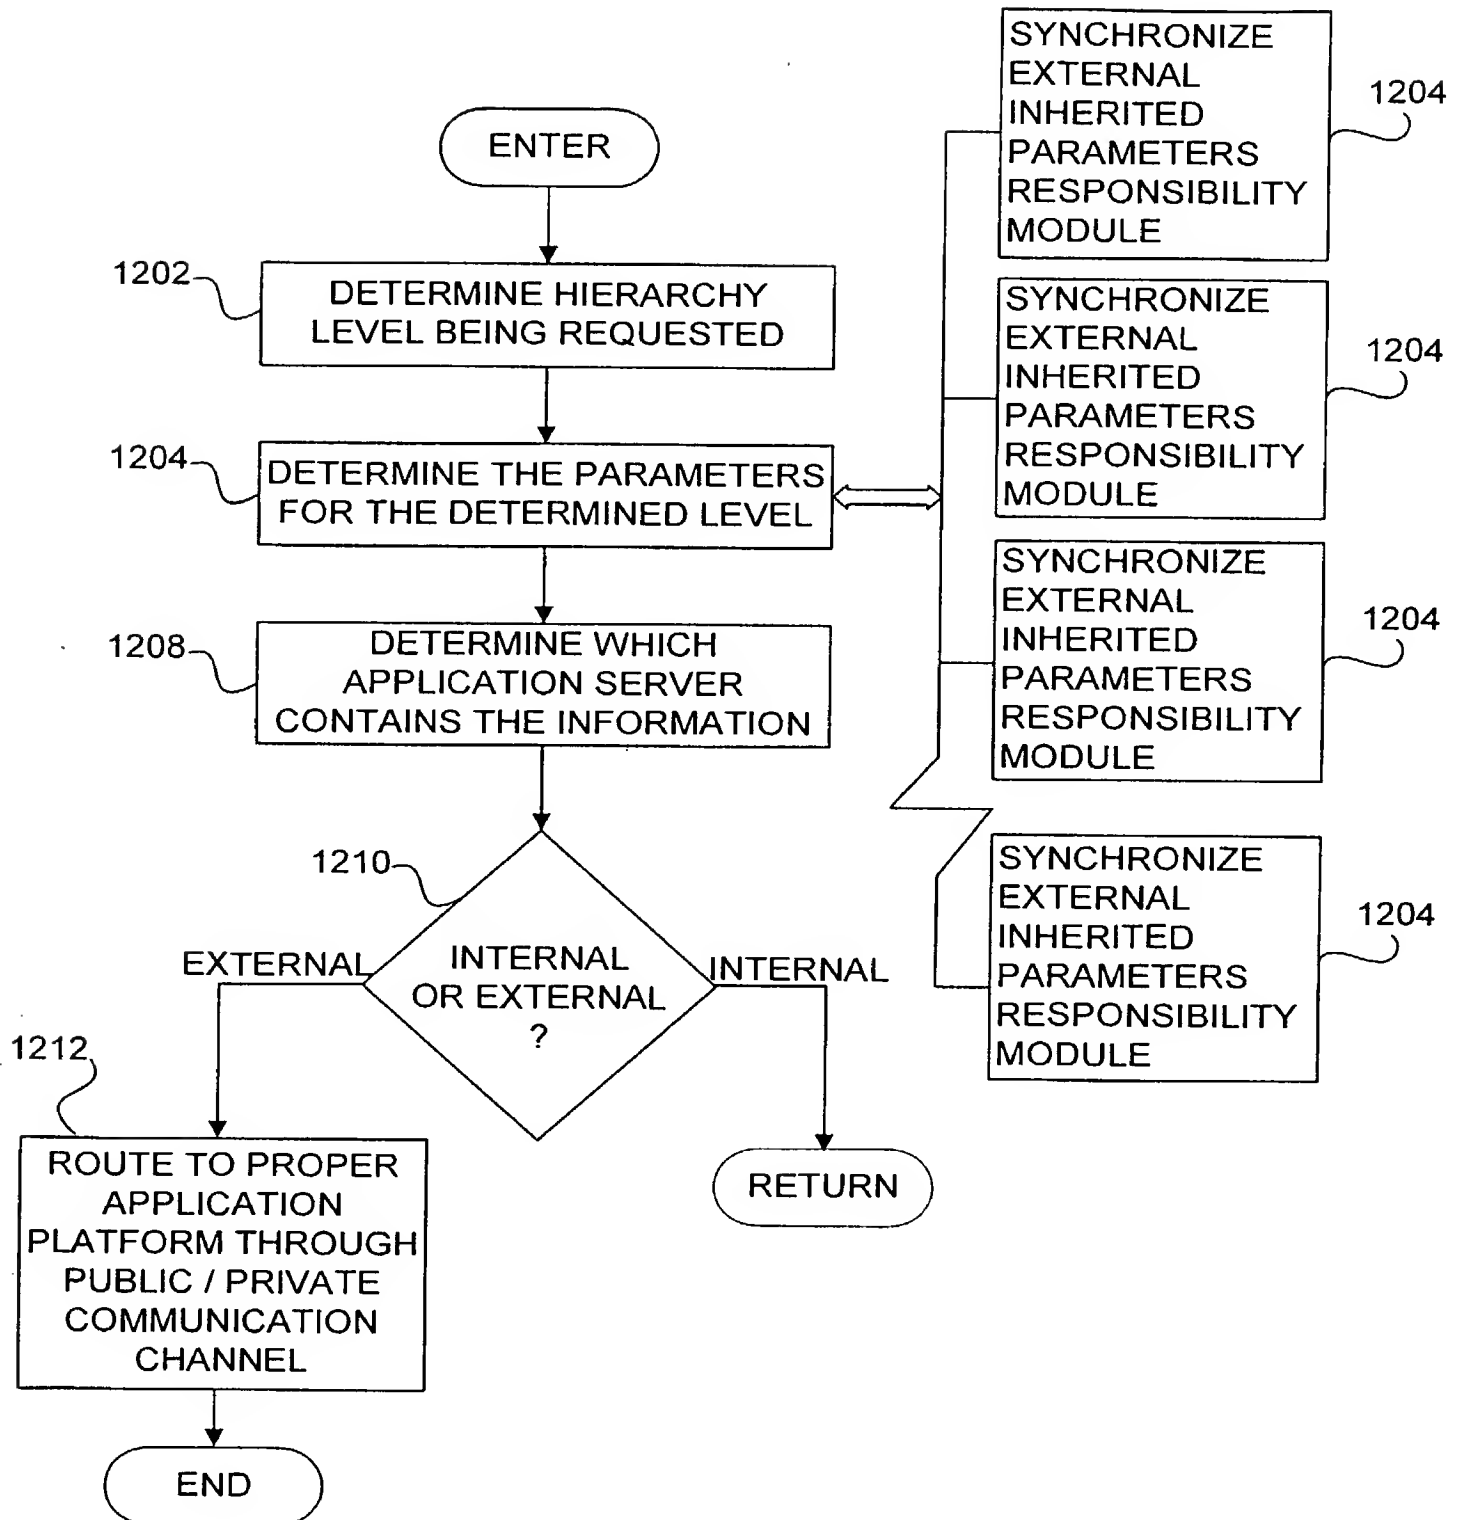 ENTER
1202
DETERMINE HIERARCHY
LEVEL BEING REQUESTED
1204
DETERMINE THE PARAMETERS
FOR THE DETERMINED LEVEL
1208
DETERMINE WHICH
APPLICATION SERVER
CONTAINS THE INFORMATION
1210
INTERNAL
OR EXTERNAL
?
EXTERNAL
INTERNAL
1212
ROUTE TO PROPER
APPLICATION
PLATFORM THROUGH
PUBLIC / PRIVATE
COMMUNICATION
CHANNEL
RETURN
END
SYNCHRONIZE
EXTERNAL
INHERITED
PARAMETERS
RESPONSIBILITY
MODULE
1204
SYNCHRONIZE
EXTERNAL
INHERITED
PARAMETERS
RESPONSIBILITY
MODULE
1204
SYNCHRONIZE
EXTERNAL
INHERITED
PARAMETERS
RESPONSIBILITY
MODULE
1204
SYNCHRONIZE
EXTERNAL
INHERITED
PARAMETERS
RESPONSIBILITY
MODULE
1204